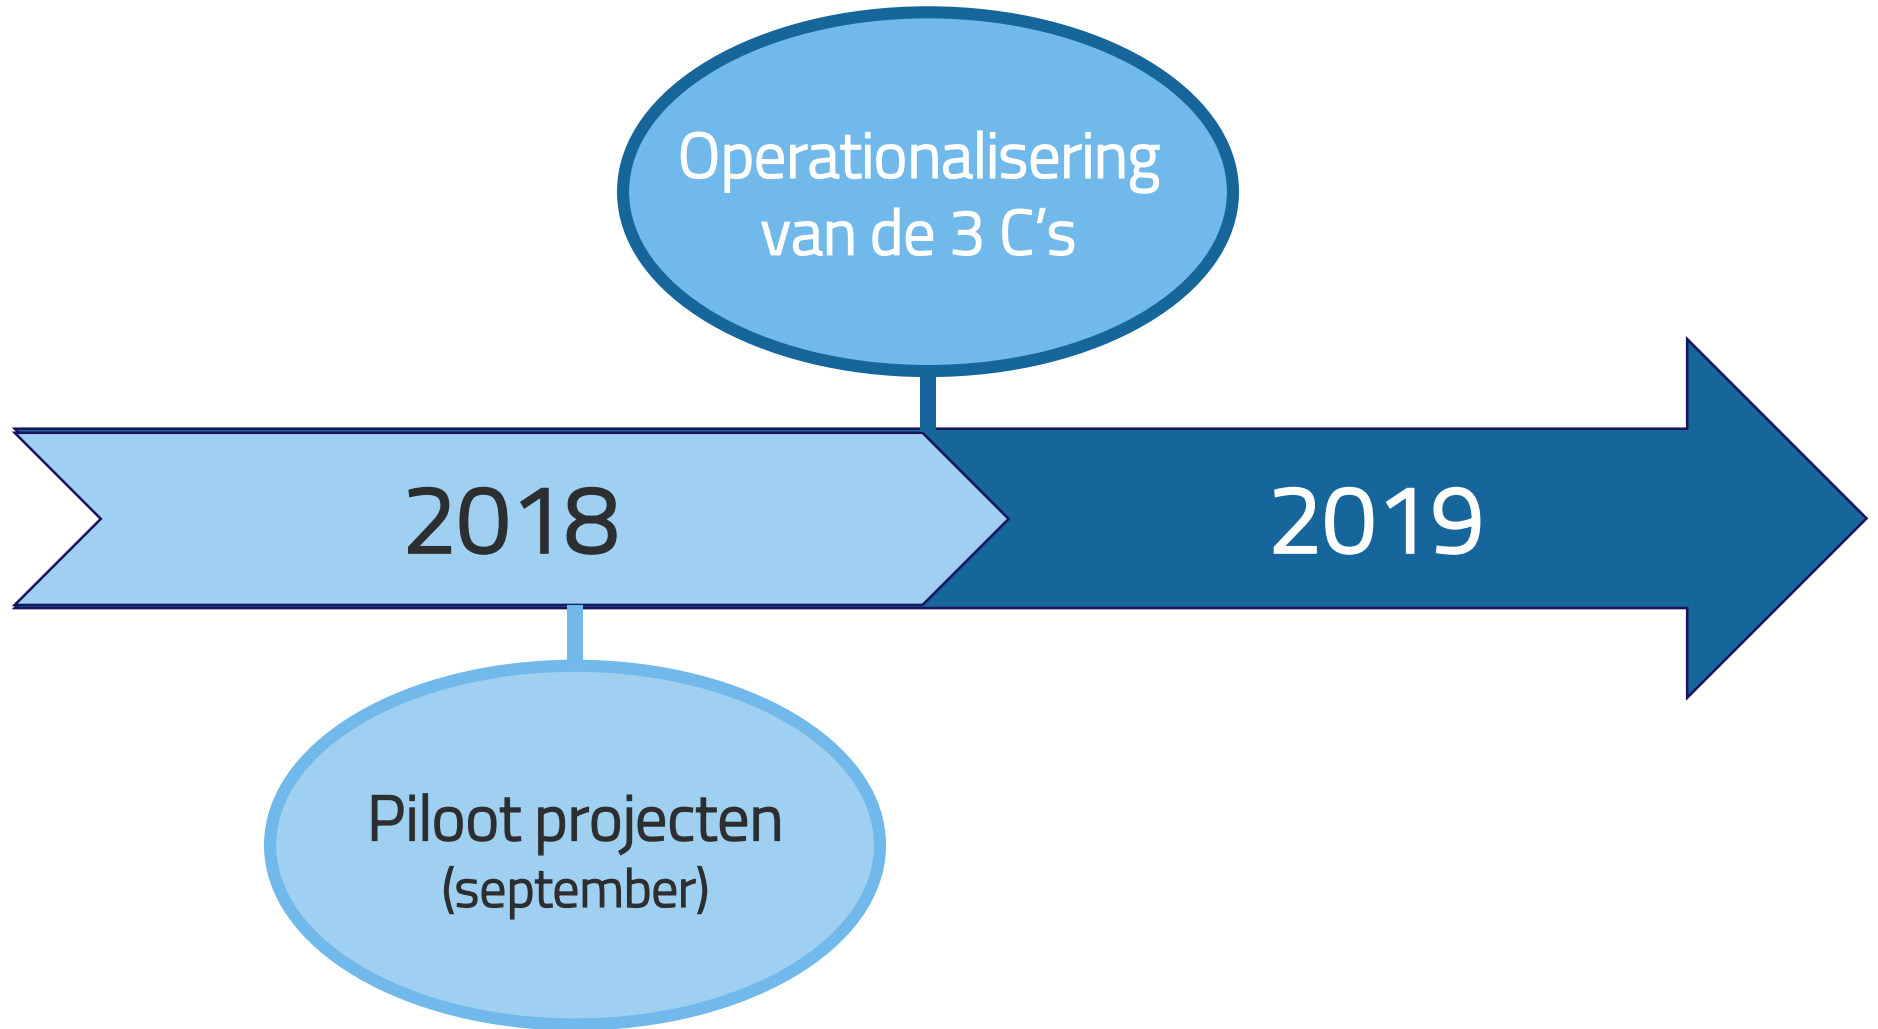 Operationalisering
van de 3 C’s
2018
2019
Piloot projecten
(september)